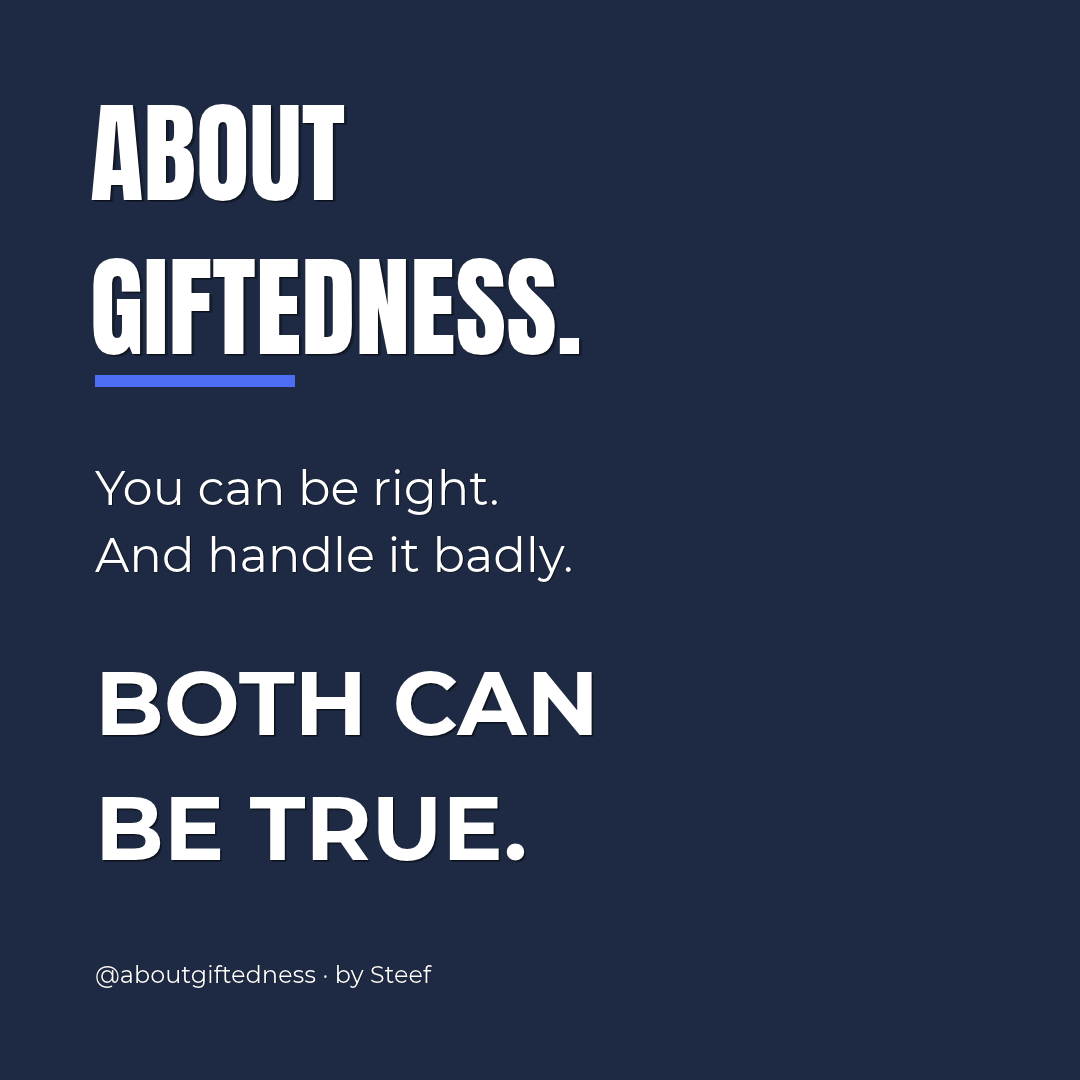 ABOUT
GIFTEDNESS.
You can be right.
And handle it badly.
BOTH CAN
BE TRUE.
@aboutgiftedness · by Steef